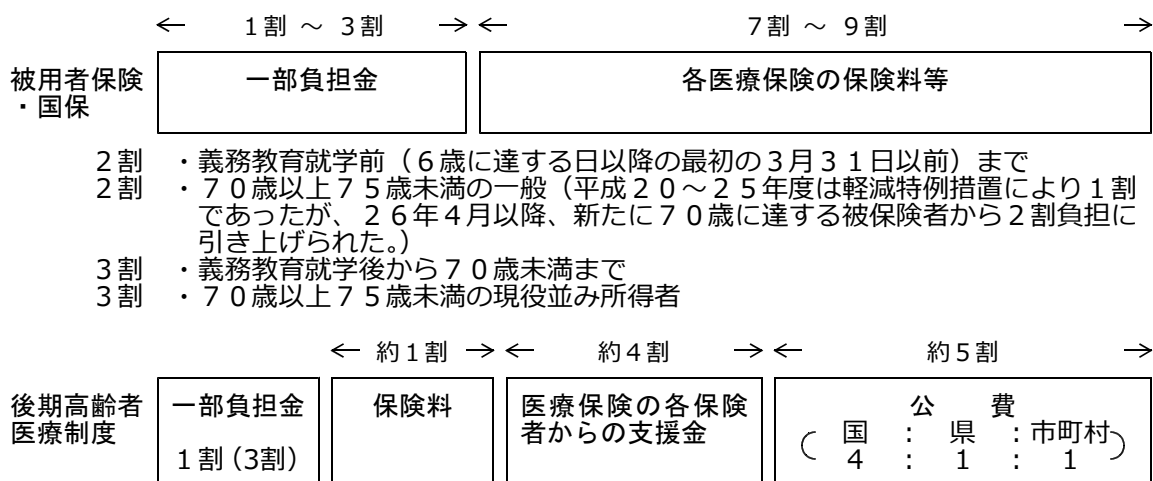 ← １割 ～ ３割 → ← ７割 ～ ９割 →
被用者保険 一部負担金 各医療保険の保険料等
・国保
２割 ・義務教育就学前（６歳に達する日以降の最初の３月３１日以前）まで
２割 ・７０歳以上７５歳未満の一般（平成２０～２５年度は軽減特例措置により１割
であったが、２６年４月以降、新たに７０歳に達する被保険者から２割負担に
引き上げられた。）
３割 ・義務教育就学後から７０歳未満まで
３割 ・７０歳以上７５歳未満の現役並み所得者
← 約１割 → ← 約４割 → ← 約５割 →
後期高齢者 一部負担金 保険料 医療保険の各保険 公 費
医療制度 者からの支援金 （ 国 ： 県 ：市町村 ）
１割（3割） ４ ： １ ： １